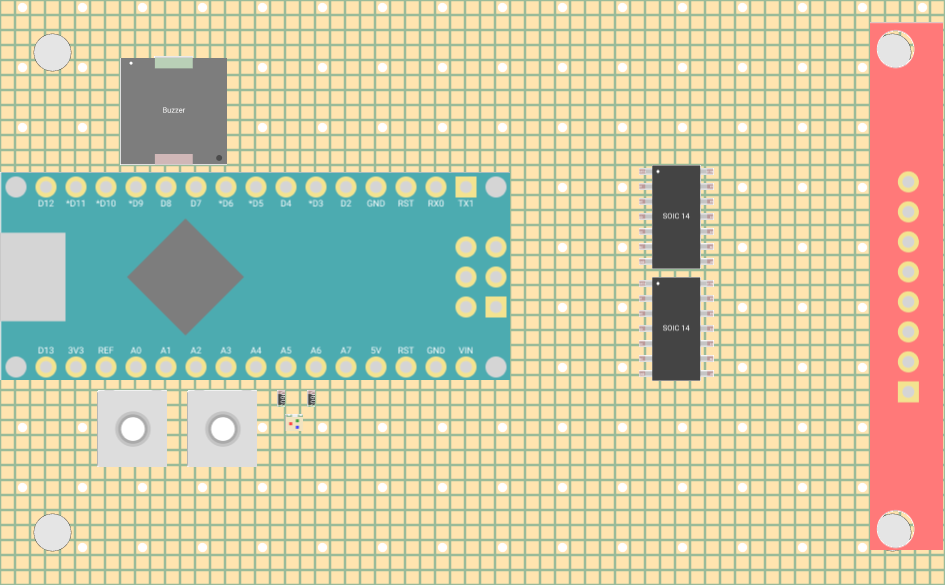 Buzzer
D12 *D11 *D10 *D9 D8 D7 *D6 *D5 D4 *D3 D2 GND RST RX0 TX1
SOIC 14
SOIC 14
D13 3V3 REF A0 A1 A2 A3 A4 A5 A6 A7 5V RST GND VIN